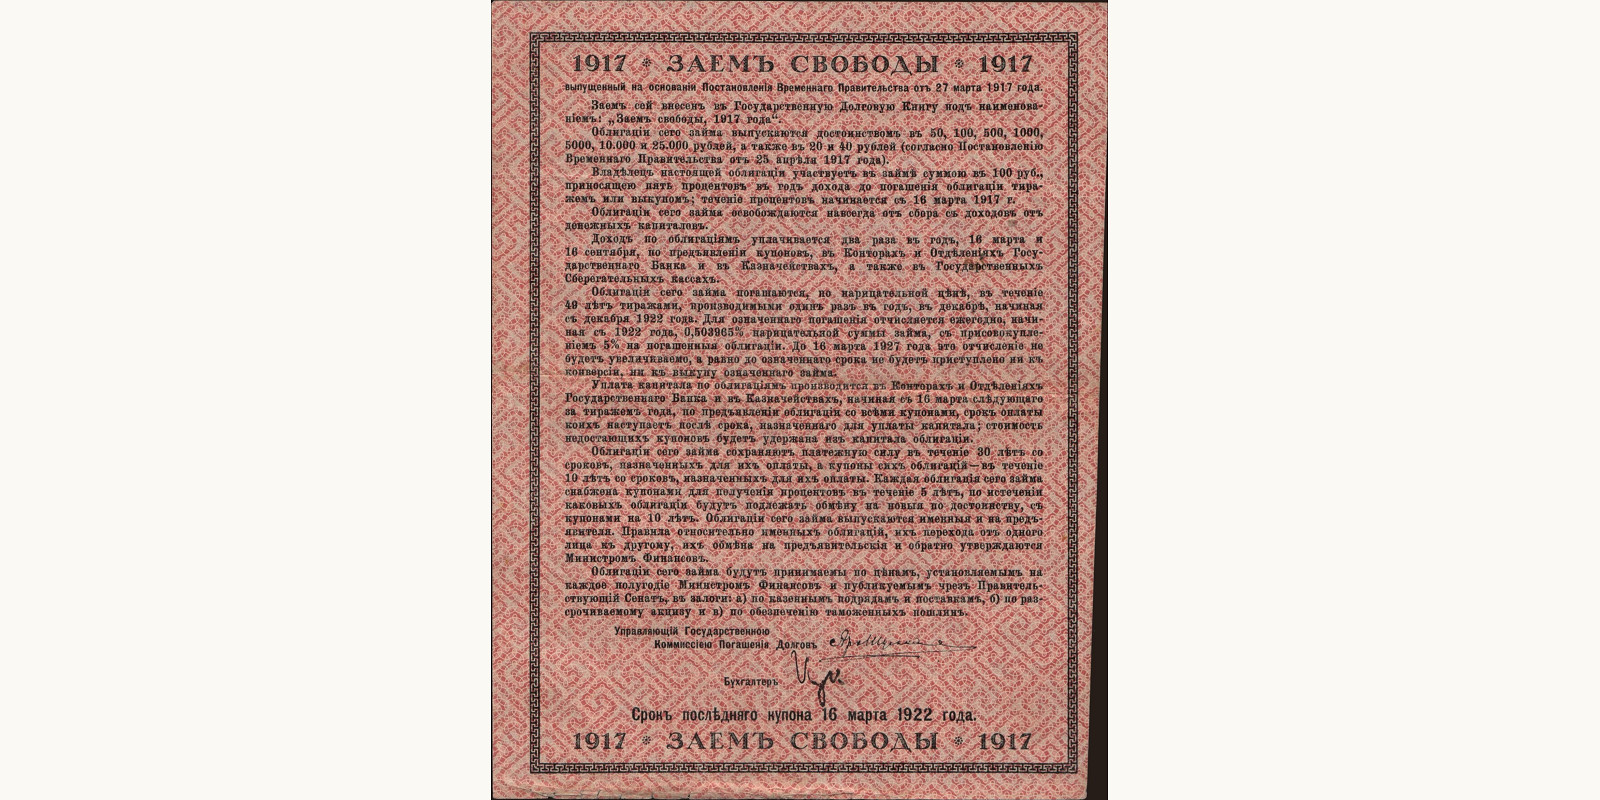 1917 * ЗАЕМЪ СВОБОДЫ * 1917
выпущенный на основаніи Постановленія Временнаго Правительства отъ 27 марта 1917 года.
Заемъ сей внесенъ въ Государственную Долговую Книгу подъ наименова-
ніемъ: „Заемъ свободы, 1917 года“.
Облигаціи сего займа выпускаются достоинствомъ въ 50, 100, 500, 1000,
5000, 10.000 и 25.000 рублей, а также въ 20 и 40 рублей (согласно Постановленію
Временнаго Правительства отъ 25 апрѣля 1917 года).
Владѣлецъ настоящей облигаціи участвуетъ въ займѣ суммою въ 100 руб.,
приносящею пять процентовъ въ годъ дохода до погашенія облигаціи тира-
жемъ или выкупомъ; теченіе процентовъ начинается съ 16 марта 1917 г.
Облигаціи сего займа освобождаются навсегда отъ сбора съ доходовъ отъ
денежныхъ капиталовъ.
Доходъ по облигаціямъ уплачивается два раза въ годъ, 16 марта и
16 сентября, по предъявленіи купоновъ, въ Конторахъ и Отдѣленіяхъ Госу-
дарственнаго Банка и въ Казначействахъ, а также въ Государственныхъ
Сберегательныхъ кассахъ.
Облигаціи сего займа погашаются, по нарицательной цѣнѣ, въ теченіе
49 лѣтъ тиражами, производимыми одинъ разъ въ годъ, въ декабрѣ, начиная
съ декабря 1922 года. Для означеннаго погашенія отчисляется ежегодно, начи-
ная съ 1922 года, 0,503965% нарицательной суммы займа, съ присовокупле-
ніемъ 5% на погашенныя облигаціи. До 16 марта 1927 года это отчисленіе не
будетъ увеличиваемо, а равно до означеннаго срока не будетъ приступлено ни къ
конверсіи, ни къ выкупу означеннаго займа.
Уплата капитала по облигаціямъ производится въ Конторахъ и Отдѣленіяхъ
Государственнаго Банка и въ Казначействахъ, начиная съ 16 марта слѣдующаго
за тиражемъ года, по предъявленіи облигаціи со всѣми купонами, срокъ оплаты
коихъ наступаетъ послѣ срока, назначеннаго для уплаты капитала; стоимость
недостающихъ купоновъ будетъ удержана изъ капитала облигаціи.
Облигаціи сего займа сохраняютъ платежную силу въ теченіе 30 лѣтъ со
сроковъ, назначенныхъ для ихъ оплаты, а купоны сихъ облигацій—въ теченіе
10 лѣтъ со сроковъ, назначенныхъ для ихъ оплаты. Каждая облигація сего займа
снабжена купонами для полученія процентовъ въ теченіе 5 лѣтъ, по истеченіи
каковыхъ облигаціи будутъ подлежать обмѣну на новыя по достоинству, съ
купонами на 10 лѣтъ. Облигаціи сего займа выпускаются именныя и на предъ-
явителя. Правила относительно именныхъ облигацій, ихъ перехода отъ одного
лица къ другому, ихъ обмѣна на предъявительскія и обратно утверждаются
Министромъ Финансовъ.
Облигаціи сего займа будутъ принимаемы по цѣнамъ, установляемымъ на
каждое полугодіе Министромъ Финансовъ и публикуемымъ чрезъ Правитель-
ствующій Сенатъ, въ залоги: а) по казеннымъ подрядамъ и поставкамъ, б) по раз-
срочиваемому акцизу и в) по обезпеченію таможенныхъ пошлинъ.
Управляющій Государственною
Комиссіею Погашенія Долговъ
Бухгалтеръ
Срокъ послѣдняго купона 16 марта 1922 года.
1917 * ЗАЕМЪ СВОБОДЫ * 1917